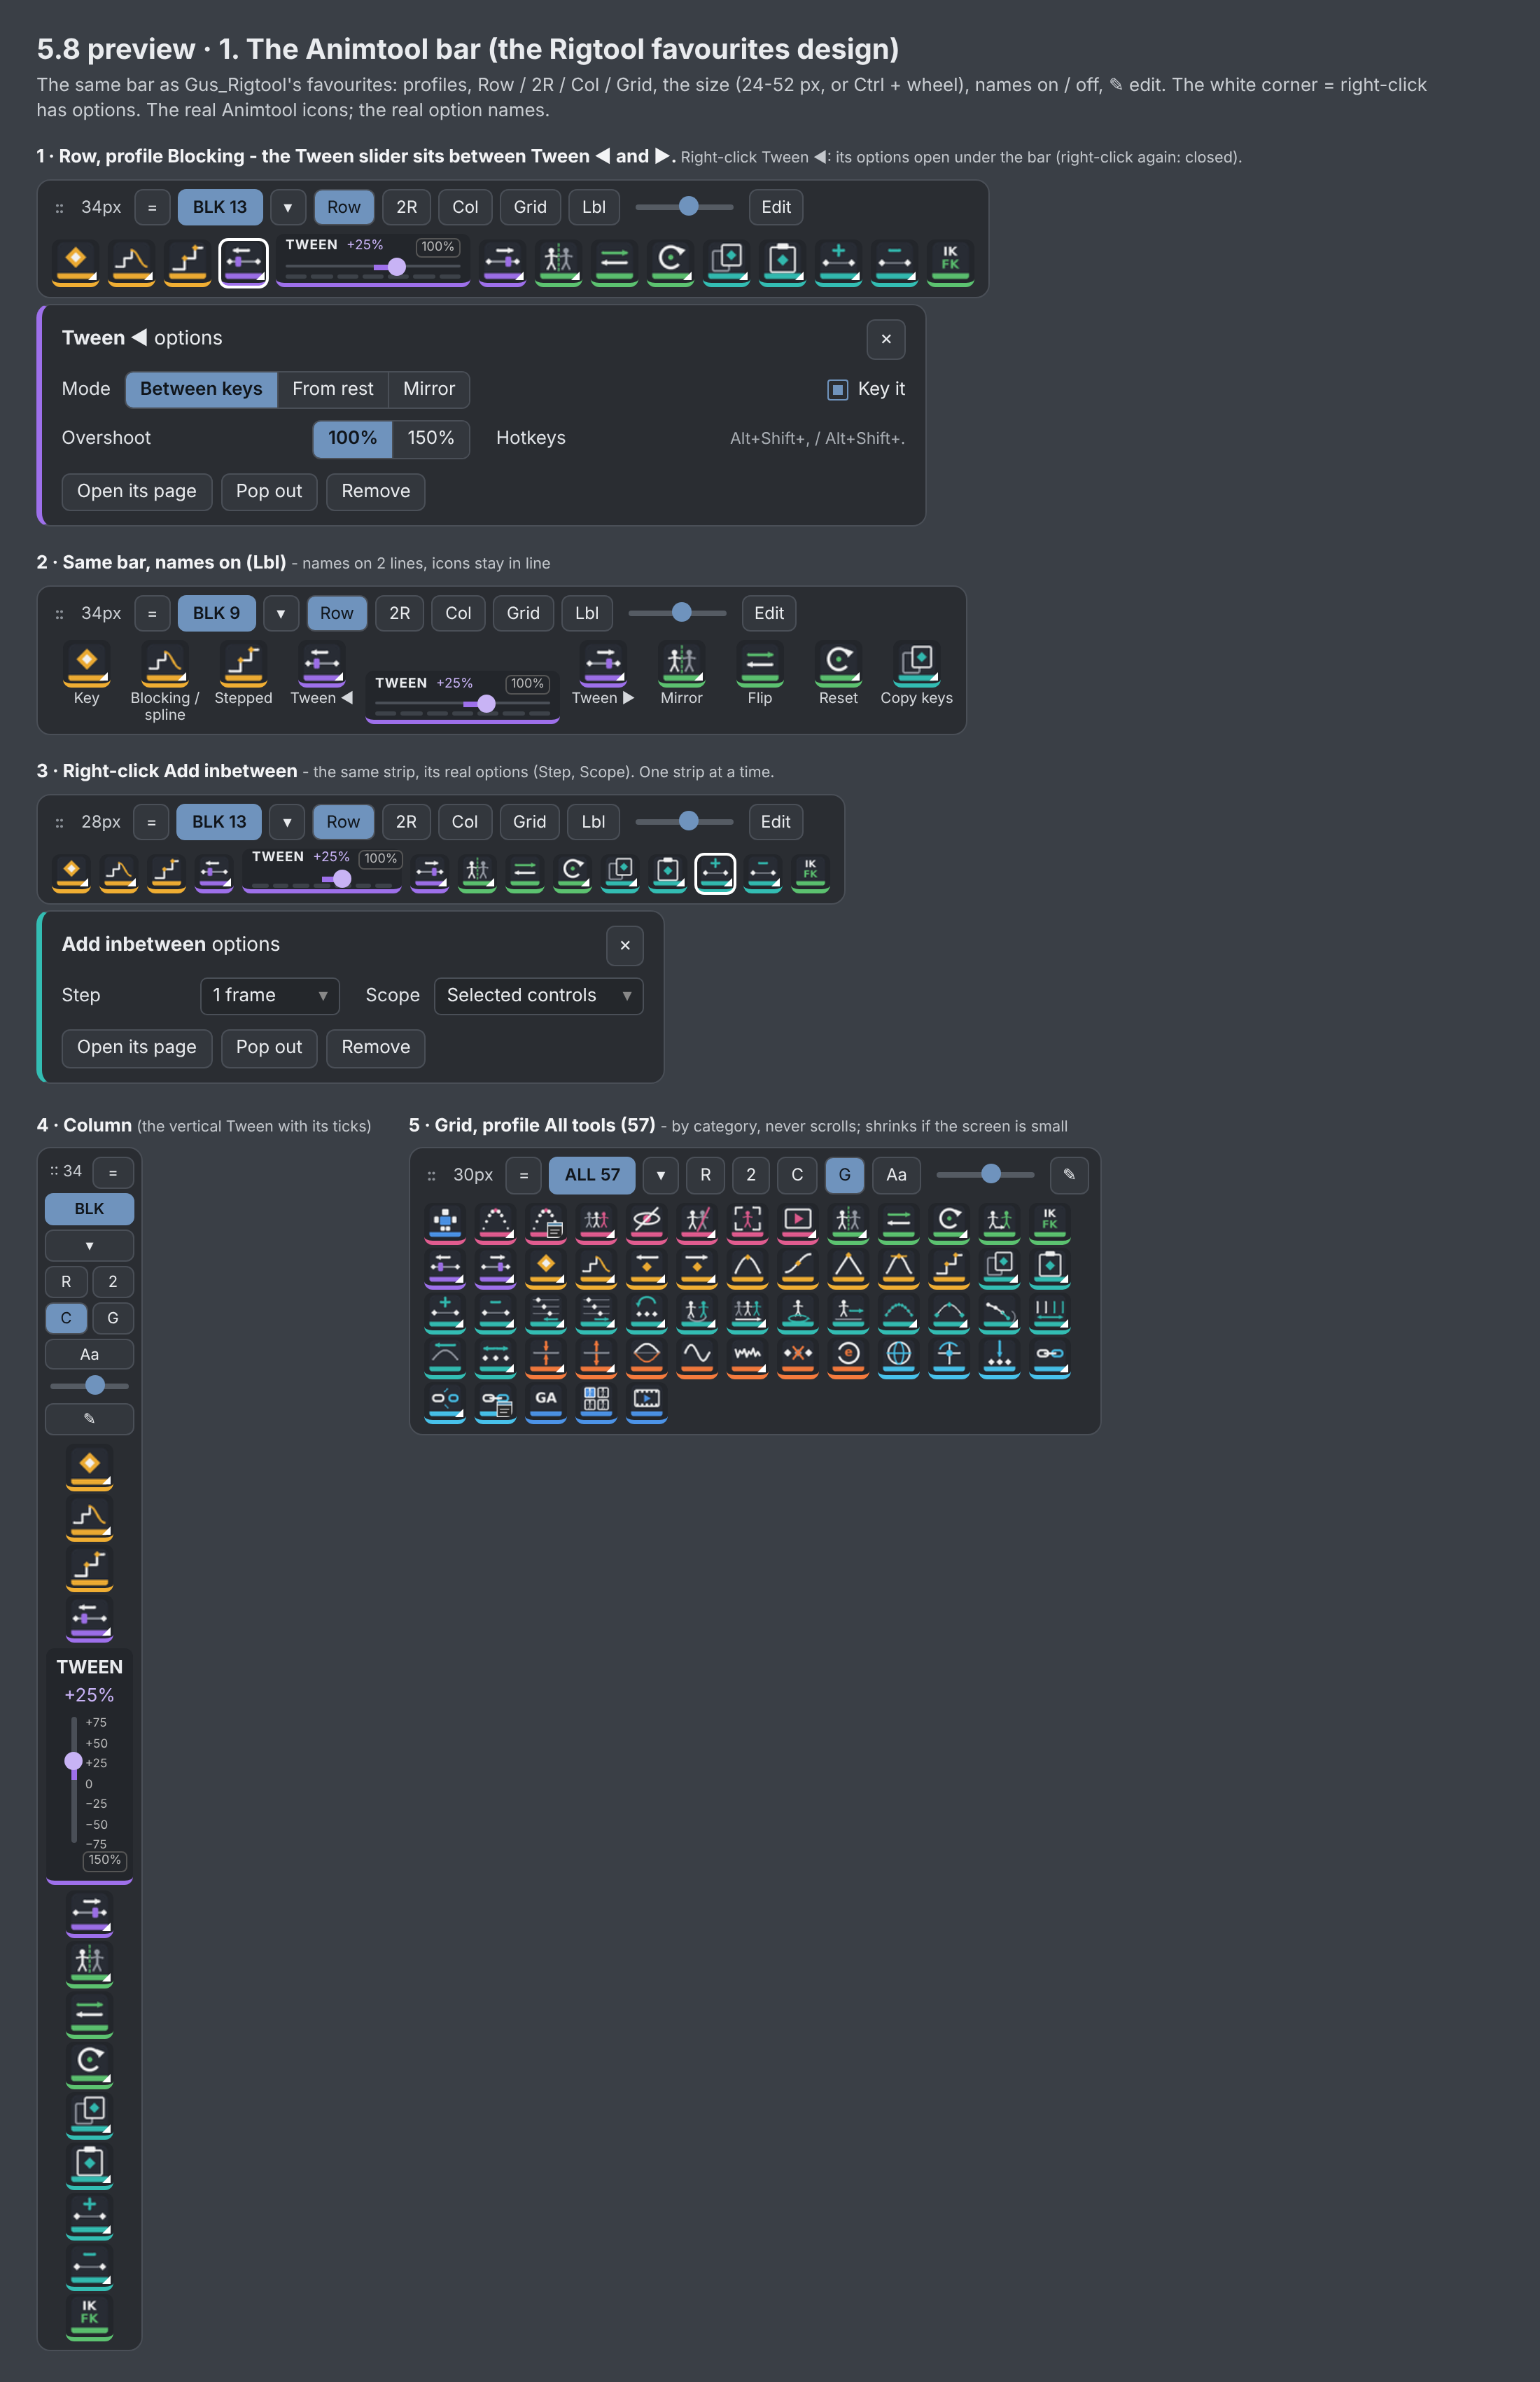 5.8 preview · 1. The Animtool bar (the Rigtool favourites design)
The same bar as Gus_Rigtool's favourites: profiles, Row / 2R / Col / Grid, the size (24-52 px, or Ctrl + wheel), names on / off, ✎ edit. The white corner = right-click
has options. The real Animtool icons; the real option names.
1 · Row, profile Blocking - the Tween slider sits between Tween ◀ and ▶. Right-click Tween ◀: its options open under the bar (right-click again: closed).
:: 34px = BLK 13 ▾ Row 2R Col Grid Lbl Edit
TWEEN +25% 100% IK FK
Tween ◀ options ×
Mode Between keys From rest Mirror Key it
Overshoot 100% 150% Hotkeys Alt+Shift+, / Alt+Shift+.
Open its page Pop out Remove
2 · Same bar, names on (Lbl) - names on 2 lines, icons stay in line
:: 34px = BLK 9 ▾ Row 2R Col Grid Lbl Edit
TWEEN +25% 100%
Key Blocking / spline Stepped Tween ◀ Tween ▶ Mirror Flip Reset Copy keys
3 · Right-click Add inbetween - the same strip, its real options (Step, Scope). One strip at a time.
:: 28px = BLK 13 ▾ Row 2R Col Grid Lbl Edit
TWEEN +25% 100% IK FK
Add inbetween options ×
Step 1 frame ▾ Scope Selected controls ▾
Open its page Pop out Remove
4 · Column (the vertical Tween with its ticks)
:: 34 =
BLK
▾
R 2
C G
Aa
✎
TWEEN
+25%
+75
+50
+25
0
−25
−50
−75
150%
IK
FK
5 · Grid, profile All tools (57) - by category, never scrolls; shrinks if the screen is small
:: 30px = ALL 57 ▾ R 2 C G Aa ✎
IK
FK
e
GA